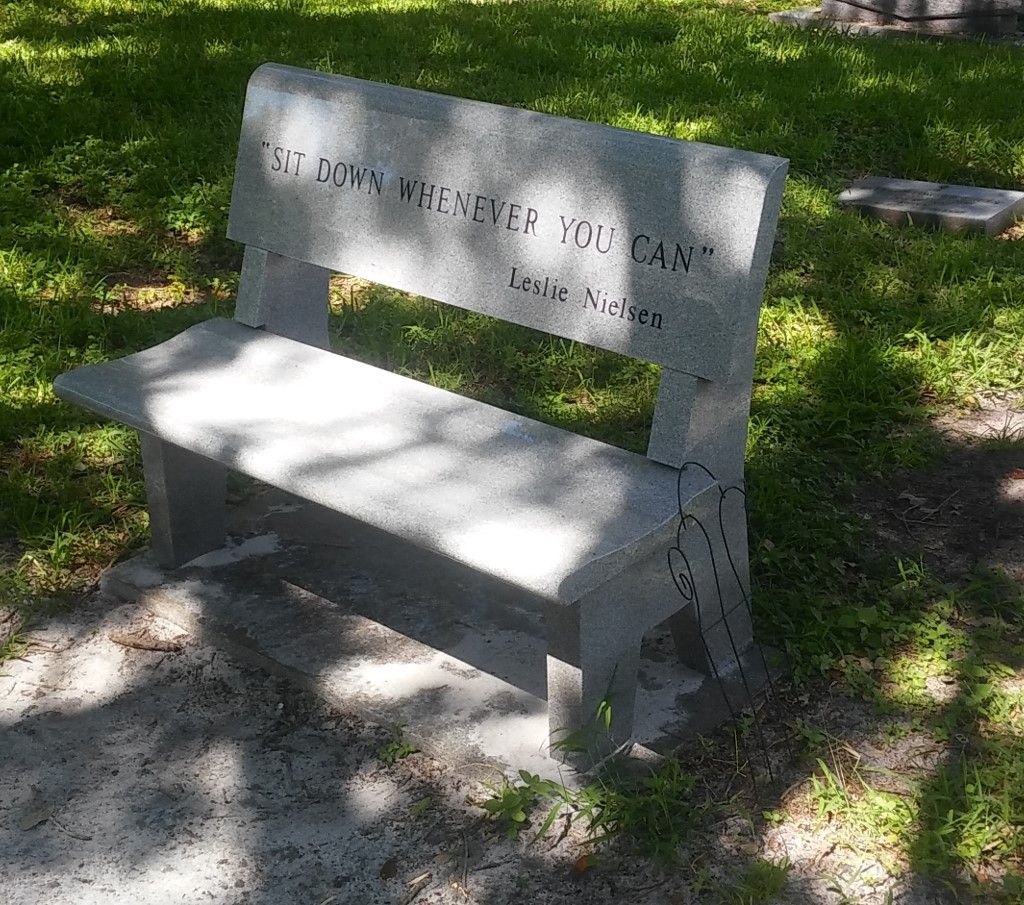 "SIT DOWN WHENEVER YOU CAN"
Leslie Nielsen